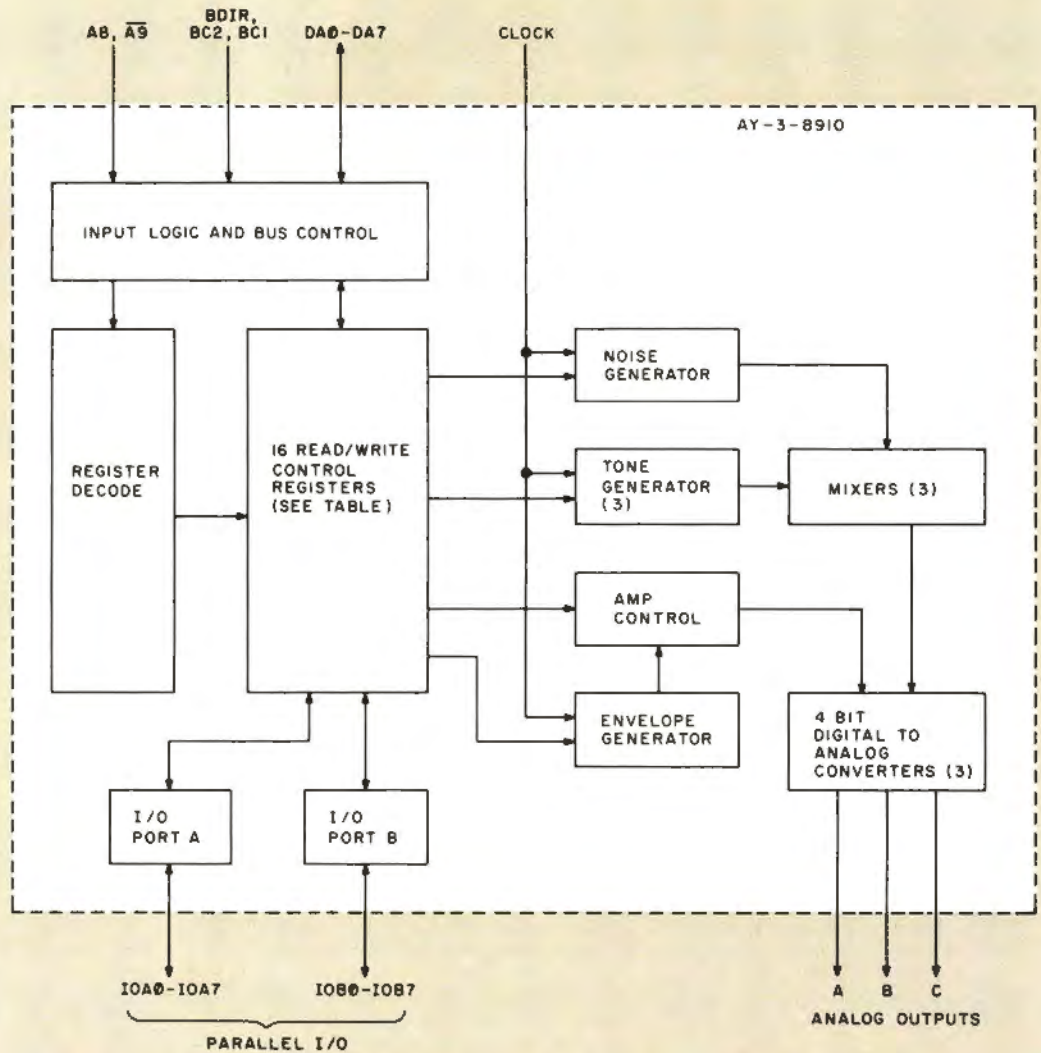 BDIR,
A8, A9
BC2, BC1
DA0-DA7
CLOCK
AY-3-8910
INPUT LOGIC AND BUS CONTROL
REGISTER
DECODE
16 READ/WRITE
CONTROL
REGISTERS
(SEE TABLE)
NOISE
GENERATOR
TONE
GENERATOR
(3)
MIXERS (3)
AMP
CONTROL
ENVELOPE
GENERATOR
4 BIT
DIGITAL TO
ANALOG
CONVERTERS (3)
I/O
PORT A
I/O
PORT B
IOA0-IOA7
IOB0-IOB7
PARALLEL I/O
A
B
C
ANALOG OUTPUTS